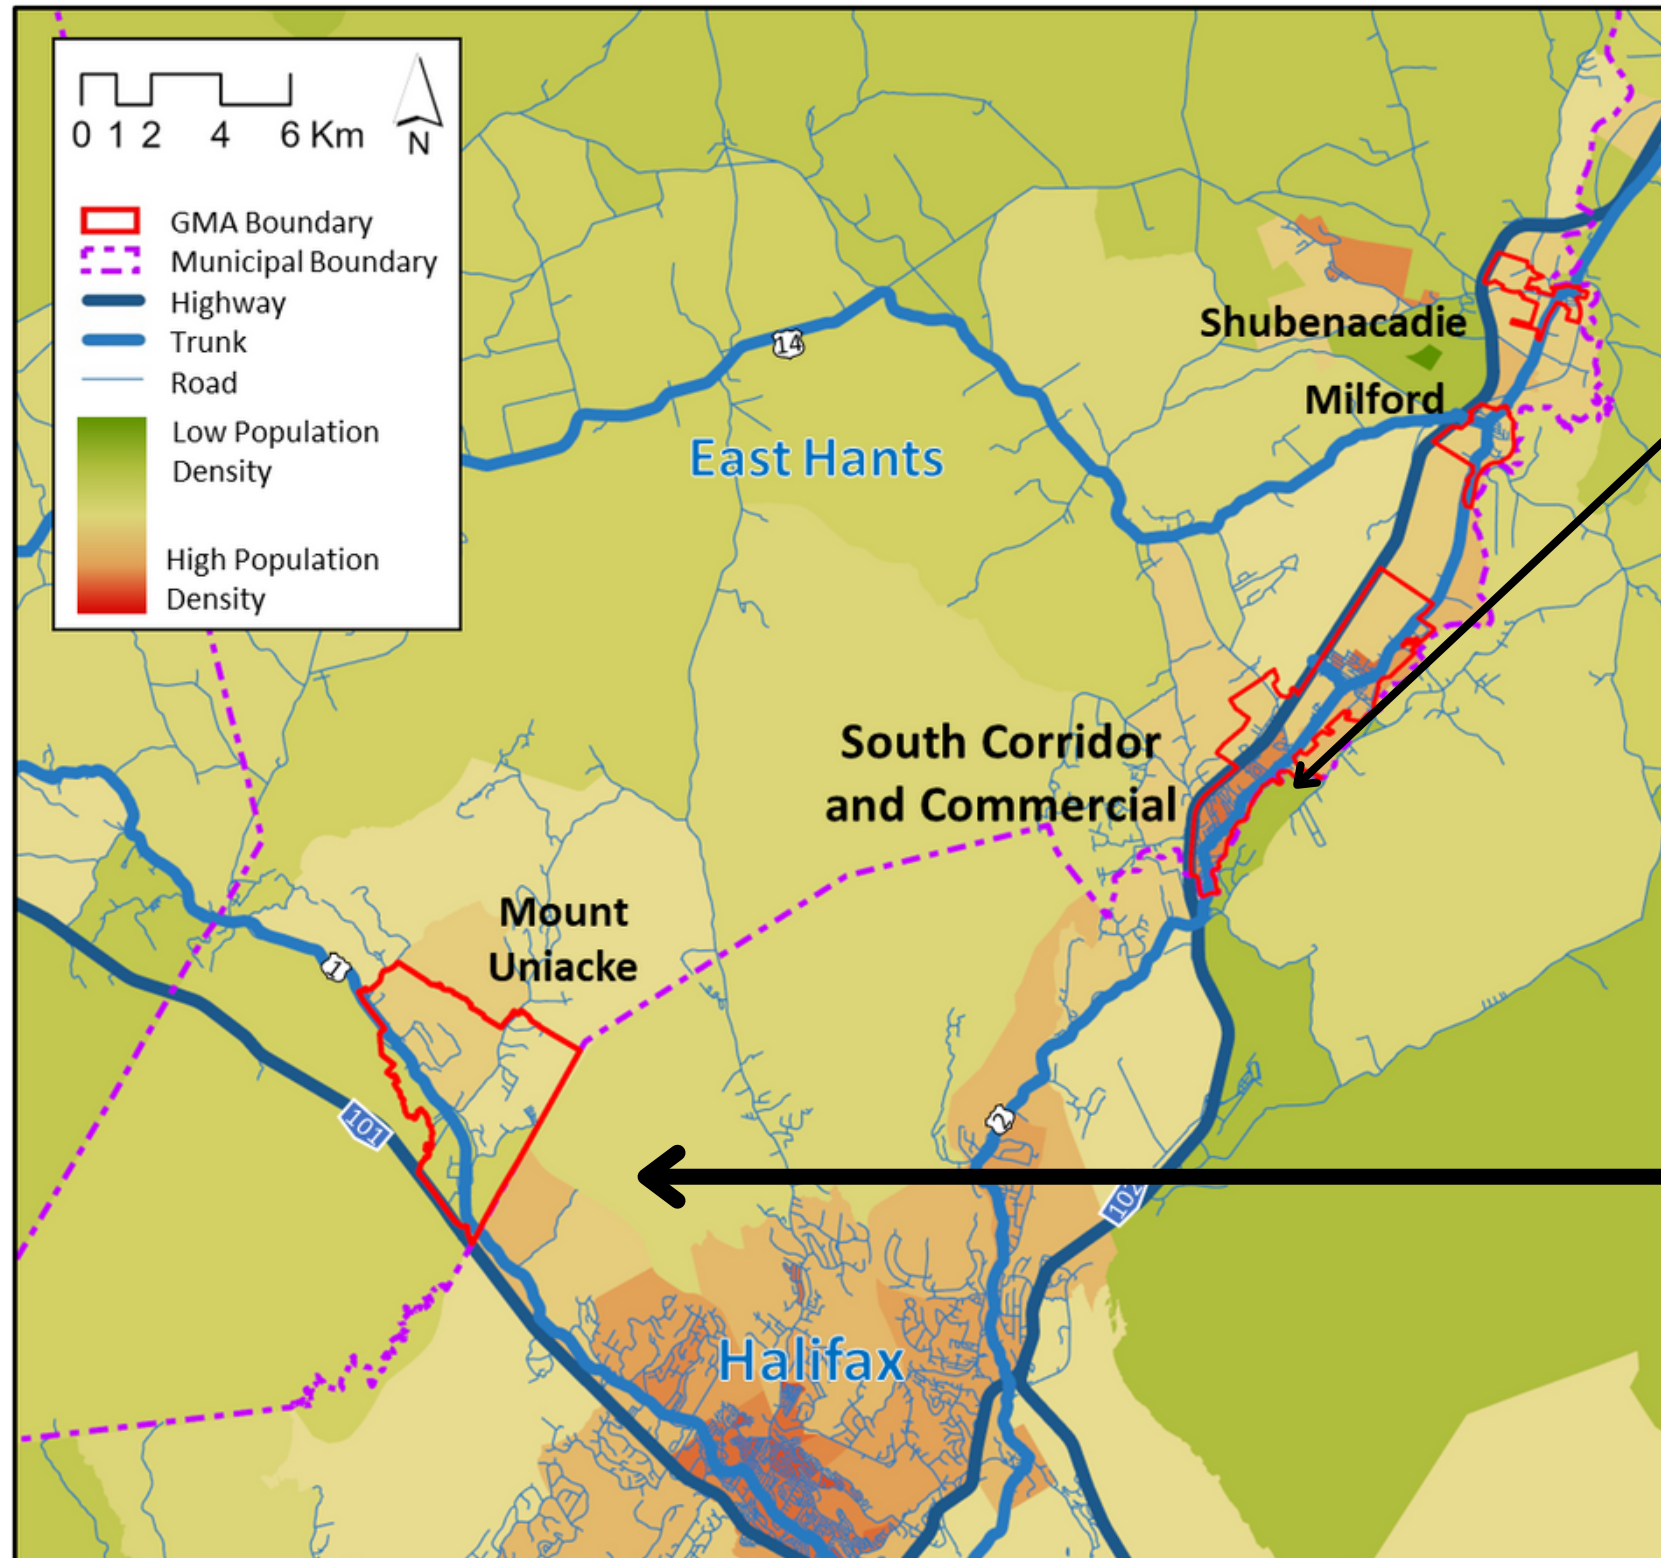 0 1 2 4 6 Km
N
GMA Boundary
Municipal Boundary
Highway
Trunk
Road
Low Population
Density
High Population
Density
14
Shubenacadie
Milford
East Hants
South Corridor
and Commercial
Mount
Uniacke
1
101
2
102
Halifax